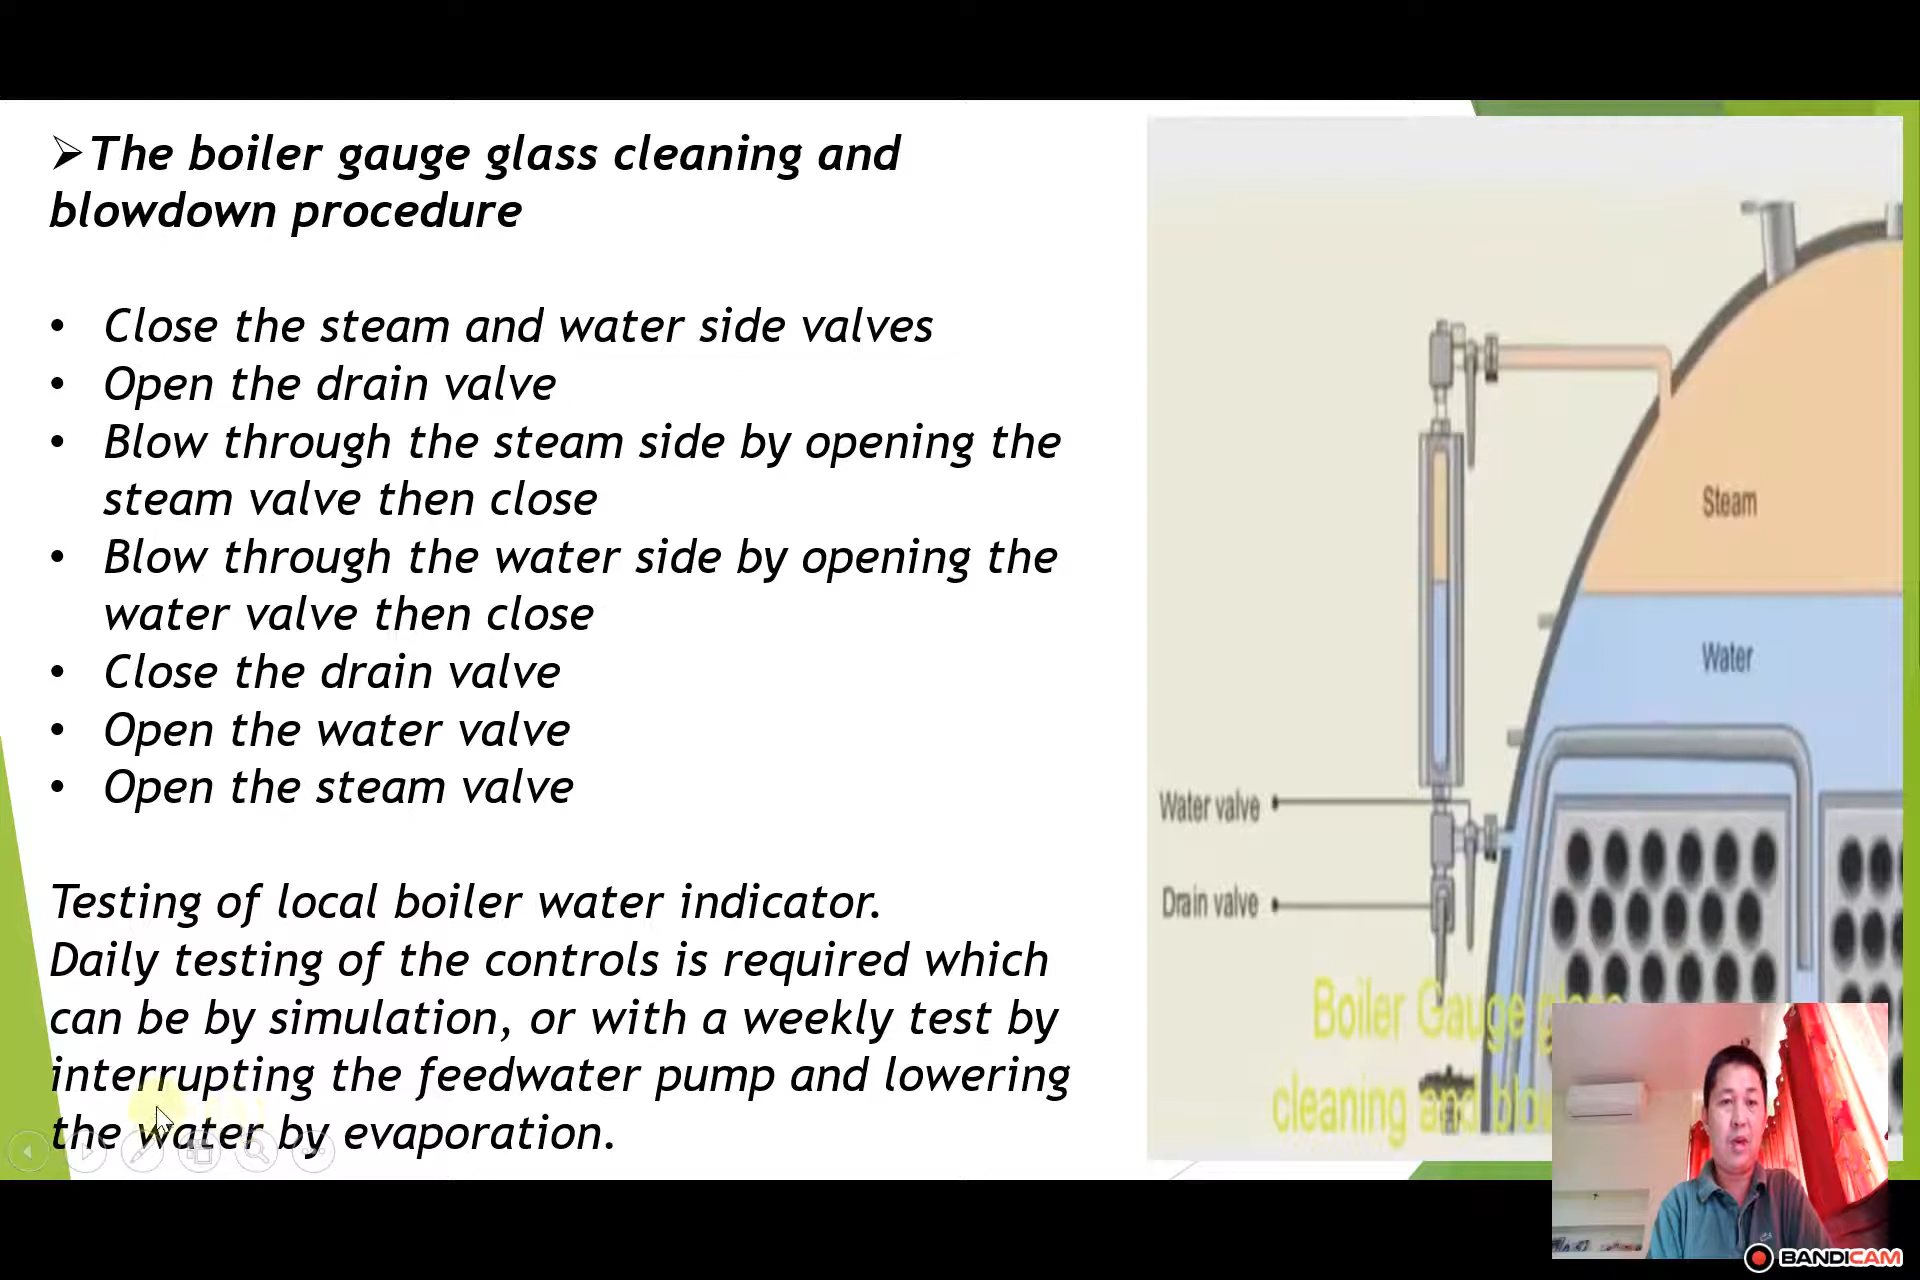 ➢The boiler gauge glass cleaning and
blowdown procedure
• Close the steam and water side valves
• Open the drain valve
• Blow through the steam side by opening the
steam valve then close
• Blow through the water side by opening the
water valve then close
• Close the drain valve
• Open the water valve
• Open the steam valve
Testing of local boiler water indicator.
Daily testing of the controls is required which
can be by simulation, or with a weekly test by
interrupting the feedwater pump and lowering
the water by evaporation.
Steam
Water
Water valve
Drain valve
Boiler Gauge
cleaning and
BANDICAM